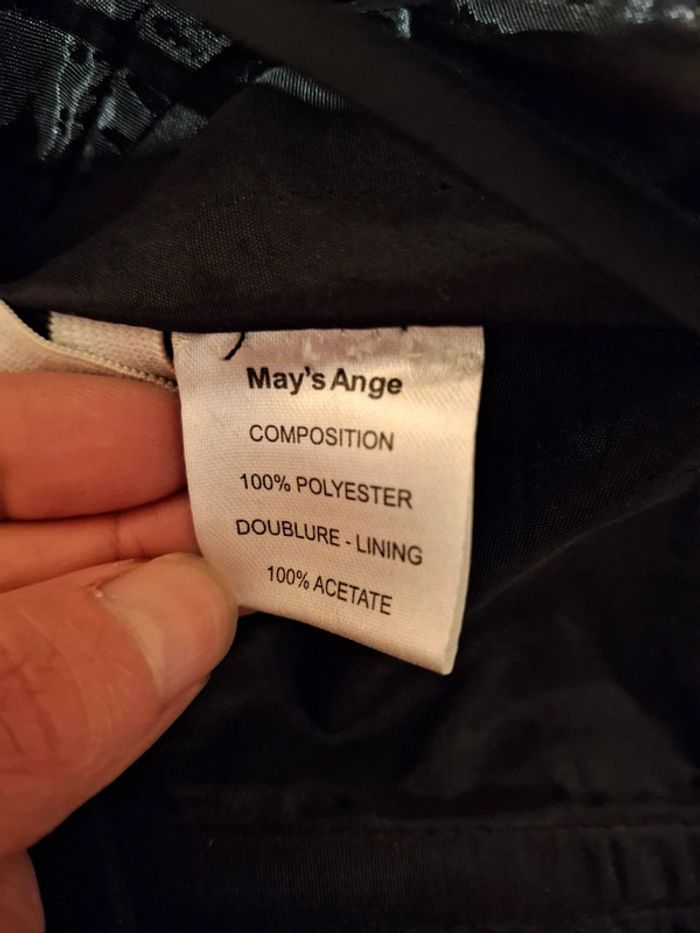 May's Ange
COMPOSITION
100% POLYESTER
DOUBLURE - LINING
100% ACETATE